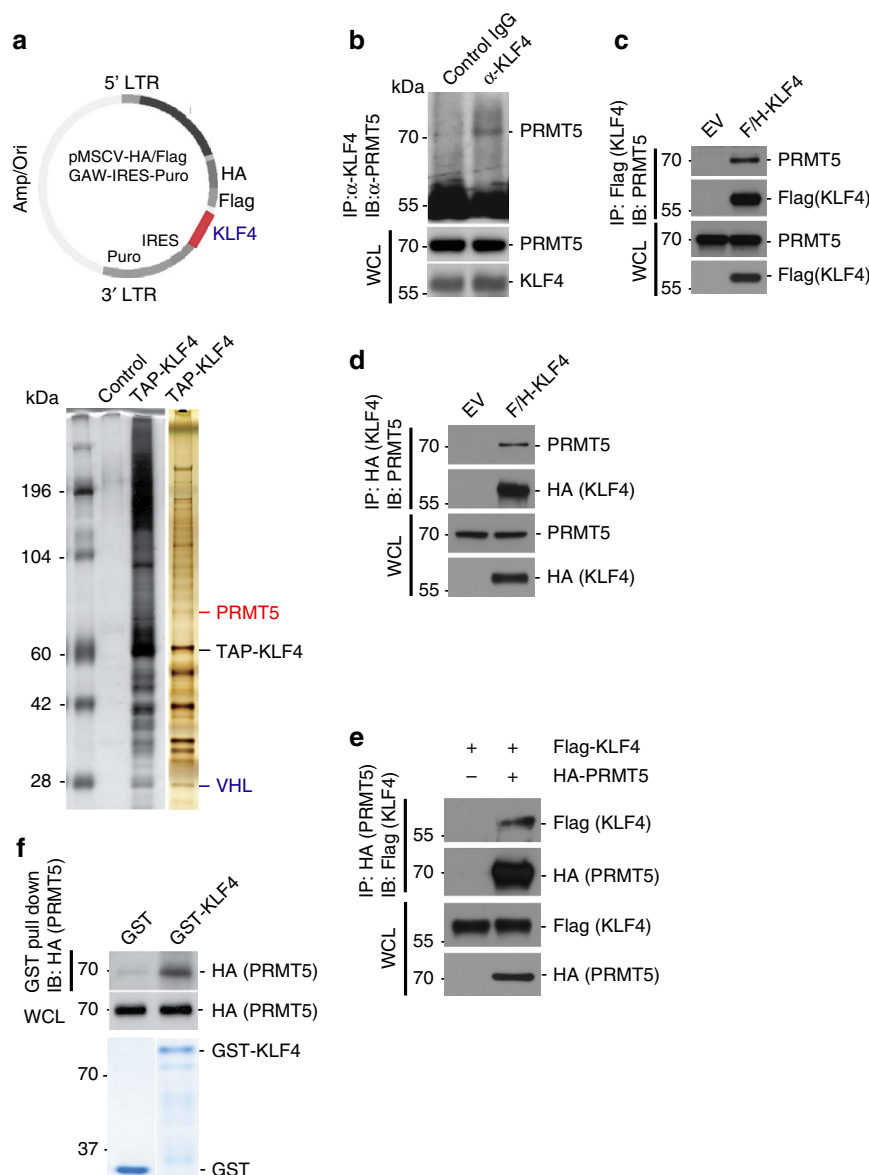 a
5' LTR
Amp/Ori
pMSCV-HA/Flag
GAW-IRES-Puro
HA
Flag
KLF4
IRES
Puro
3' LTR
kDa
Control
TAP-KLF4
TAP-KLF4
196 -
104 -
60 -
42 -
28 -
PRMT5
TAP-KLF4
VHL
b
Control IgG
α-KLF4
kDa
IP:α-KLF4
IB:α-PRMT5
70 -
55 -
PRMT5
WCL
70 -
- PRMT5
55 -
- KLF4
c
EV
F/H-KLF4
IP: Flag (KLF4)
IB: PRMT5
70 -
- PRMT5
55 -
- Flag(KLF4)
WCL
70 -
- PRMT5
55 -
- Flag(KLF4)
d
EV
F/H-KLF4
IP: HA (KLF4)
IB: PRMT5
70 -
- PRMT5
55 -
- HA (KLF4)
WCL
70 -
- PRMT5
55 -
- HA (KLF4)
e
+ + Flag-KLF4
− + HA-PRMT5
IP: HA (PRMT5)
IB: Flag (KLF4)
55 -
- Flag (KLF4)
70 -
- HA (PRMT5)
WCL
55 -
- Flag (KLF4)
70 -
- HA (PRMT5)
f
GST
GST-KLF4
GST pull down
IB: HA (PRMT5)
70 -
- HA (PRMT5)
WCL
70 -
- HA (PRMT5)
- GST-KLF4
70 -
37 -
- GST